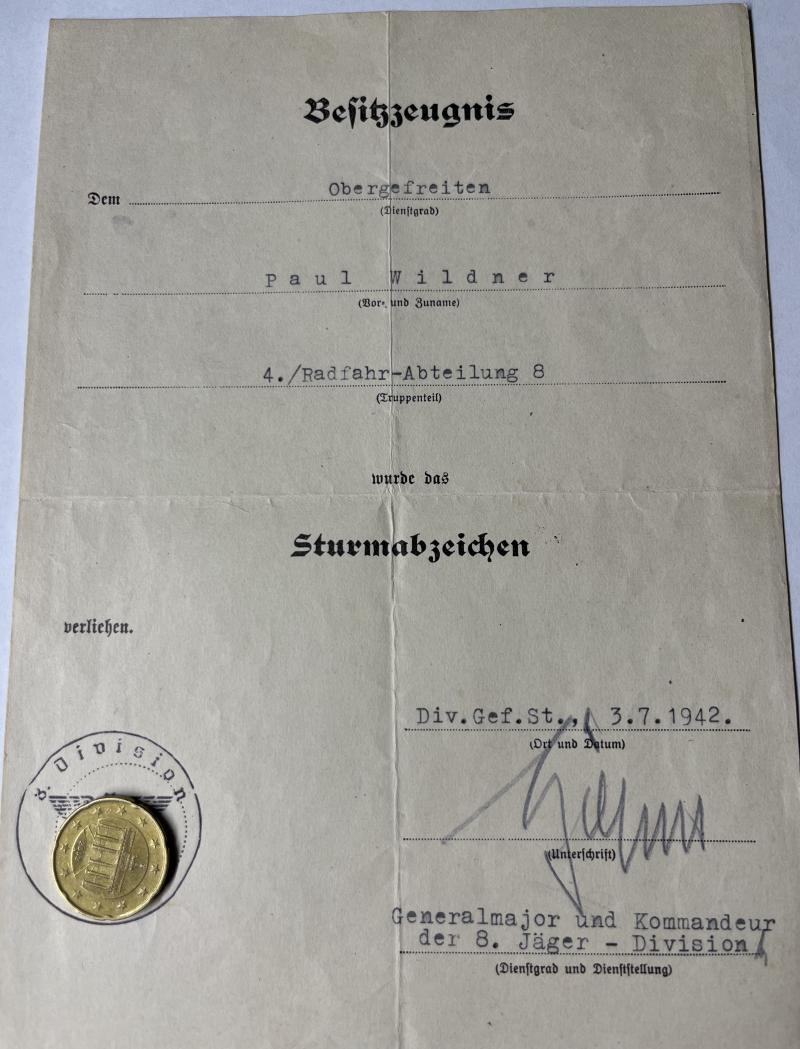 Besitzzeugnis
Dem Obergefreiten
(Dienstgrad)
Paul Wildner
(Vor- und Zuname)
4./Radfahr-Abteilung 8
(Truppenteil)
wurde das
Sturmabzeichen
verliehen.
Div.Gef.St., 3.7.1942.
(Ort und Datum)
(Unterschrift)
Generalmajor und Kommandeur
der 8. Jäger - Division
(Dienstgrad und Dienststellung)
8. Division